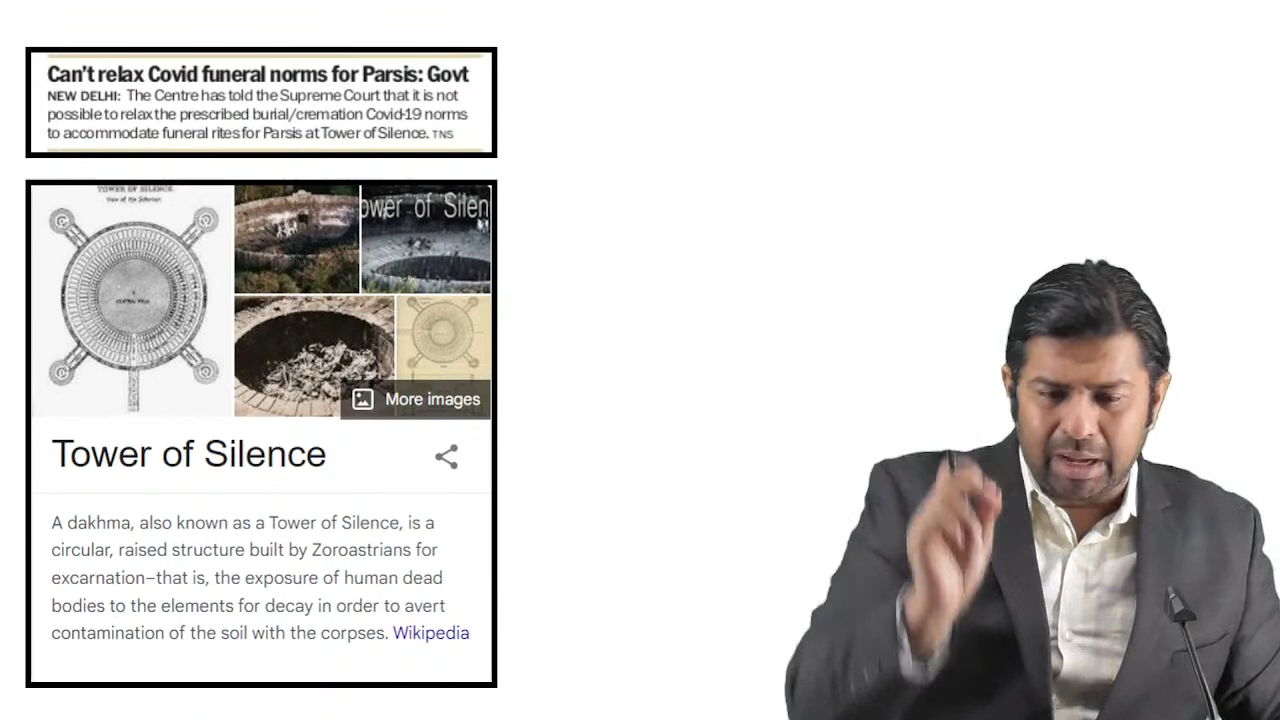 Can't relax Covid funeral norms for Parsis: Govt
NEW DELHI: The Centre has told the Supreme Court that it is not
possible to relax the prescribed burial/cremation Covid-19 norms
to accommodate funeral rites for Parsis at Tower of Silence. TNS
TOWER OF SILENCE.
View of the Interior.
ower of Silen
More images
Tower of Silence
A dakhma, also known as a Tower of Silence, is a
circular, raised structure built by Zoroastrians for
excarnation–that is, the exposure of human dead
bodies to the elements for decay in order to avert
contamination of the soil with the corpses. Wikipedia